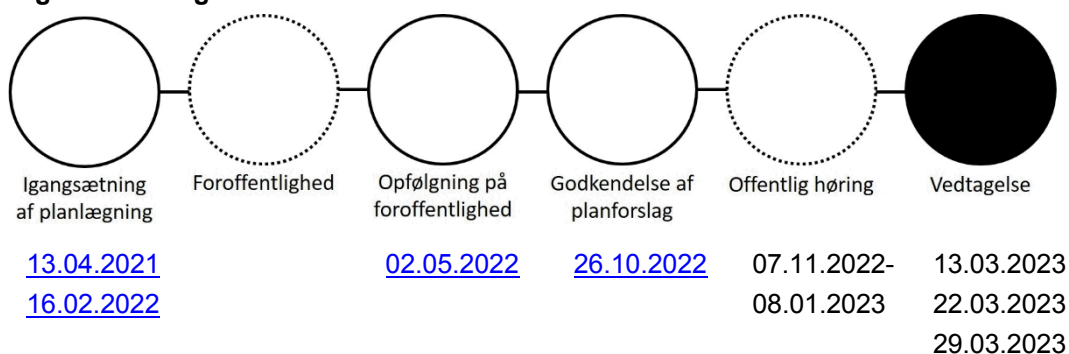 Igangsætning
af planlægning
Foroffentlighed
Opfølgning på
foroffentlighed
Godkendelse af
planforslag
Offentlig høring
Vedtagelse
13.04.2021
16.02.2022
02.05.2022
26.10.2022
07.11.2022-
08.01.2023
13.03.2023
22.03.2023
29.03.2023